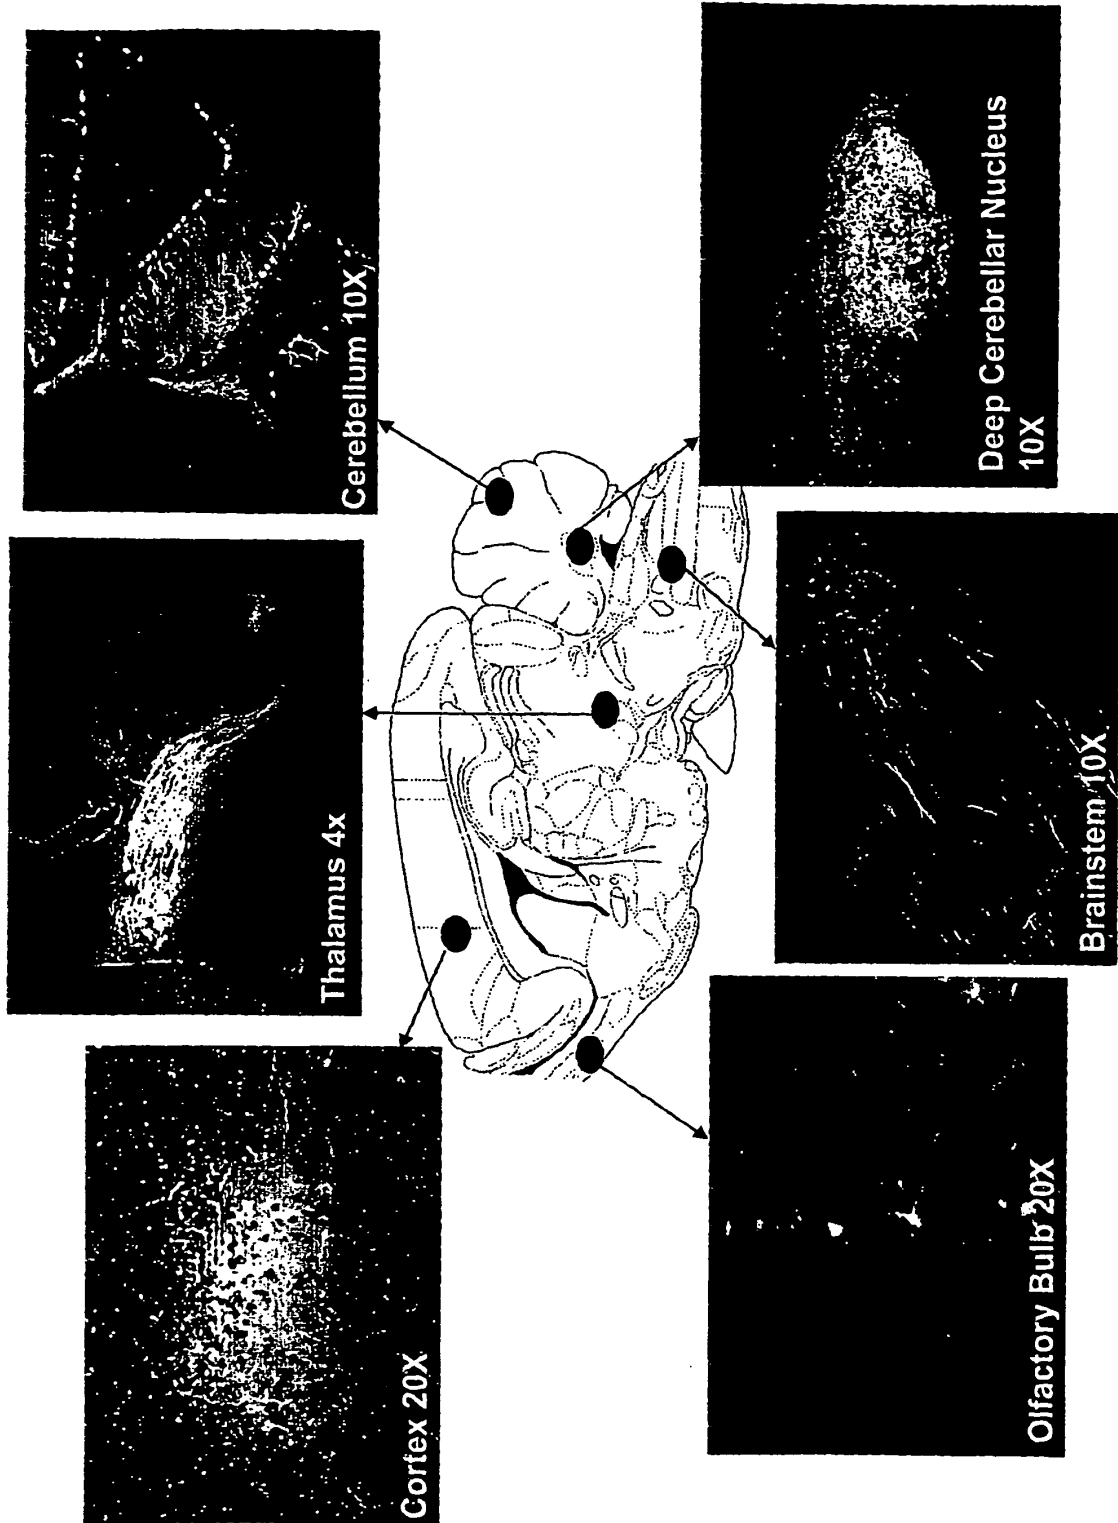 Cortex 20X
Thalamus 4x
Cerebellum 10X
Olfactory Bulb 20X
Brainstem 10X
Deep Cerebellar Nucleus
10X